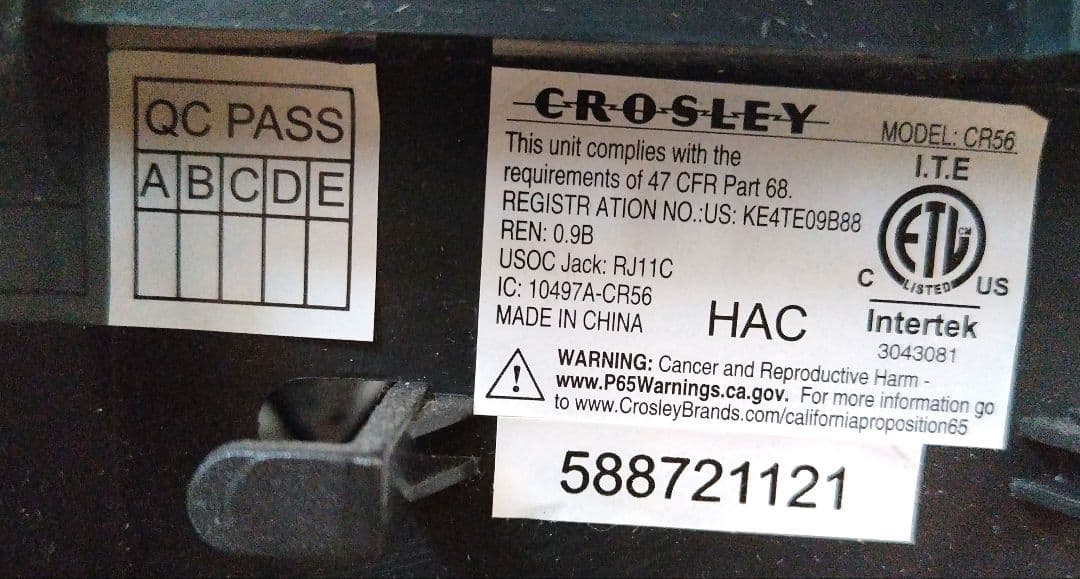 QC PASS
A B C D E
CROSLEY
MODEL: CR56
This unit complies with the
requirements of 47 CFR Part 68.
REGISTR ATION NO.:US: KE4TE09B88
REN: 0.9B
USOC Jack: RJ11C
IC: 10497A-CR56
MADE IN CHINA
HAC
I.T.E
ETL CM
LISTED
C US
Intertek
3043081
WARNING: Cancer and Reproductive Harm -
www.P65Warnings.ca.gov. For more information go
to www.CrosleyBrands.com/californiaproposition65
588721121